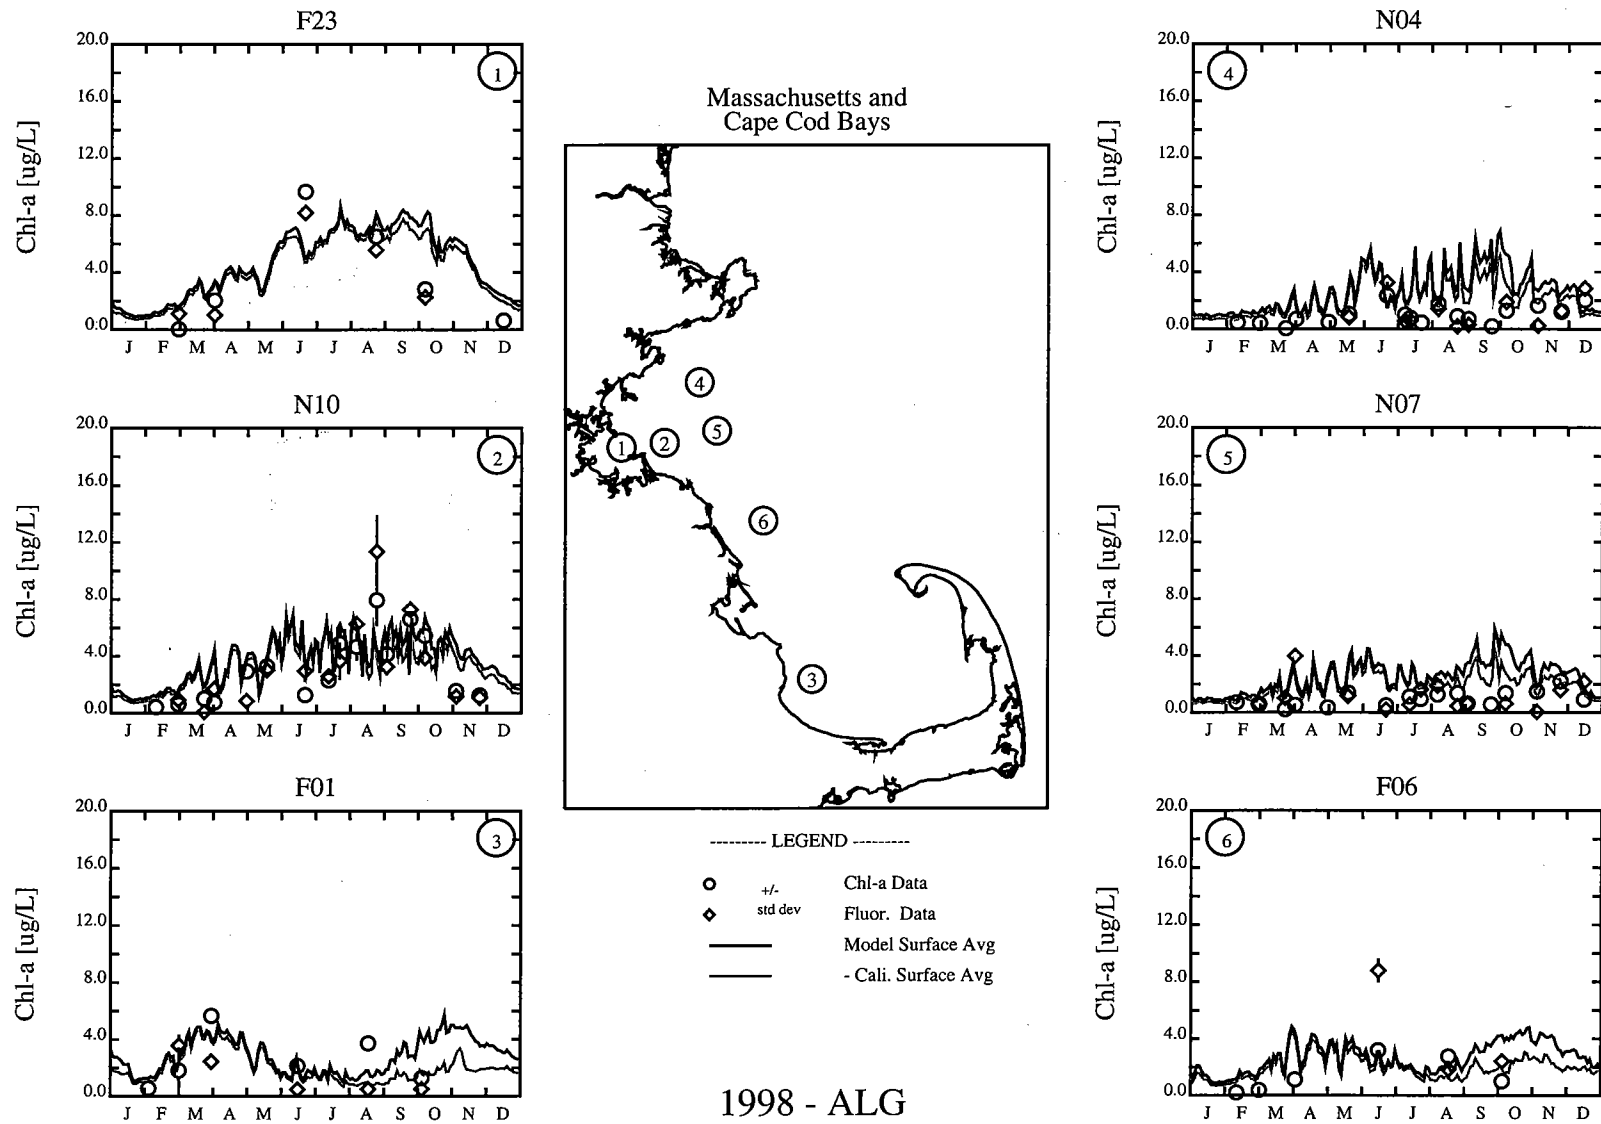 F23
Chl-a [ug/L]
20.0
16.0
12.0
8.0
4.0
0.0
J F M A M J J A S O N D
1
N10
Chl-a [ug/L]
20.0
16.0
12.0
8.0
4.0
0.0
J F M A M J J A S O N D
2
F01
Chl-a [ug/L]
20.0
16.0
12.0
8.0
4.0
0.0
J F M A M J J A S O N D
3
Massachusetts and
Cape Cod Bays
4
5
1
2
6
3
-------- LEGEND ---------
+/-
std dev
Chl-a Data
Fluor. Data
Model Surface Avg
- Cali. Surface Avg
1998 - ALG
N04
Chl-a [ug/L]
20.0
16.0
12.0
8.0
4.0
0.0
J F M A M J J A S O N D
4
N07
Chl-a [ug/L]
20.0
16.0
12.0
8.0
4.0
0.0
J F M A M J J A S O N D
5
F06
Chl-a [ug/L]
20.0
16.0
12.0
8.0
4.0
0.0
J F M A M J J A S O N D
6